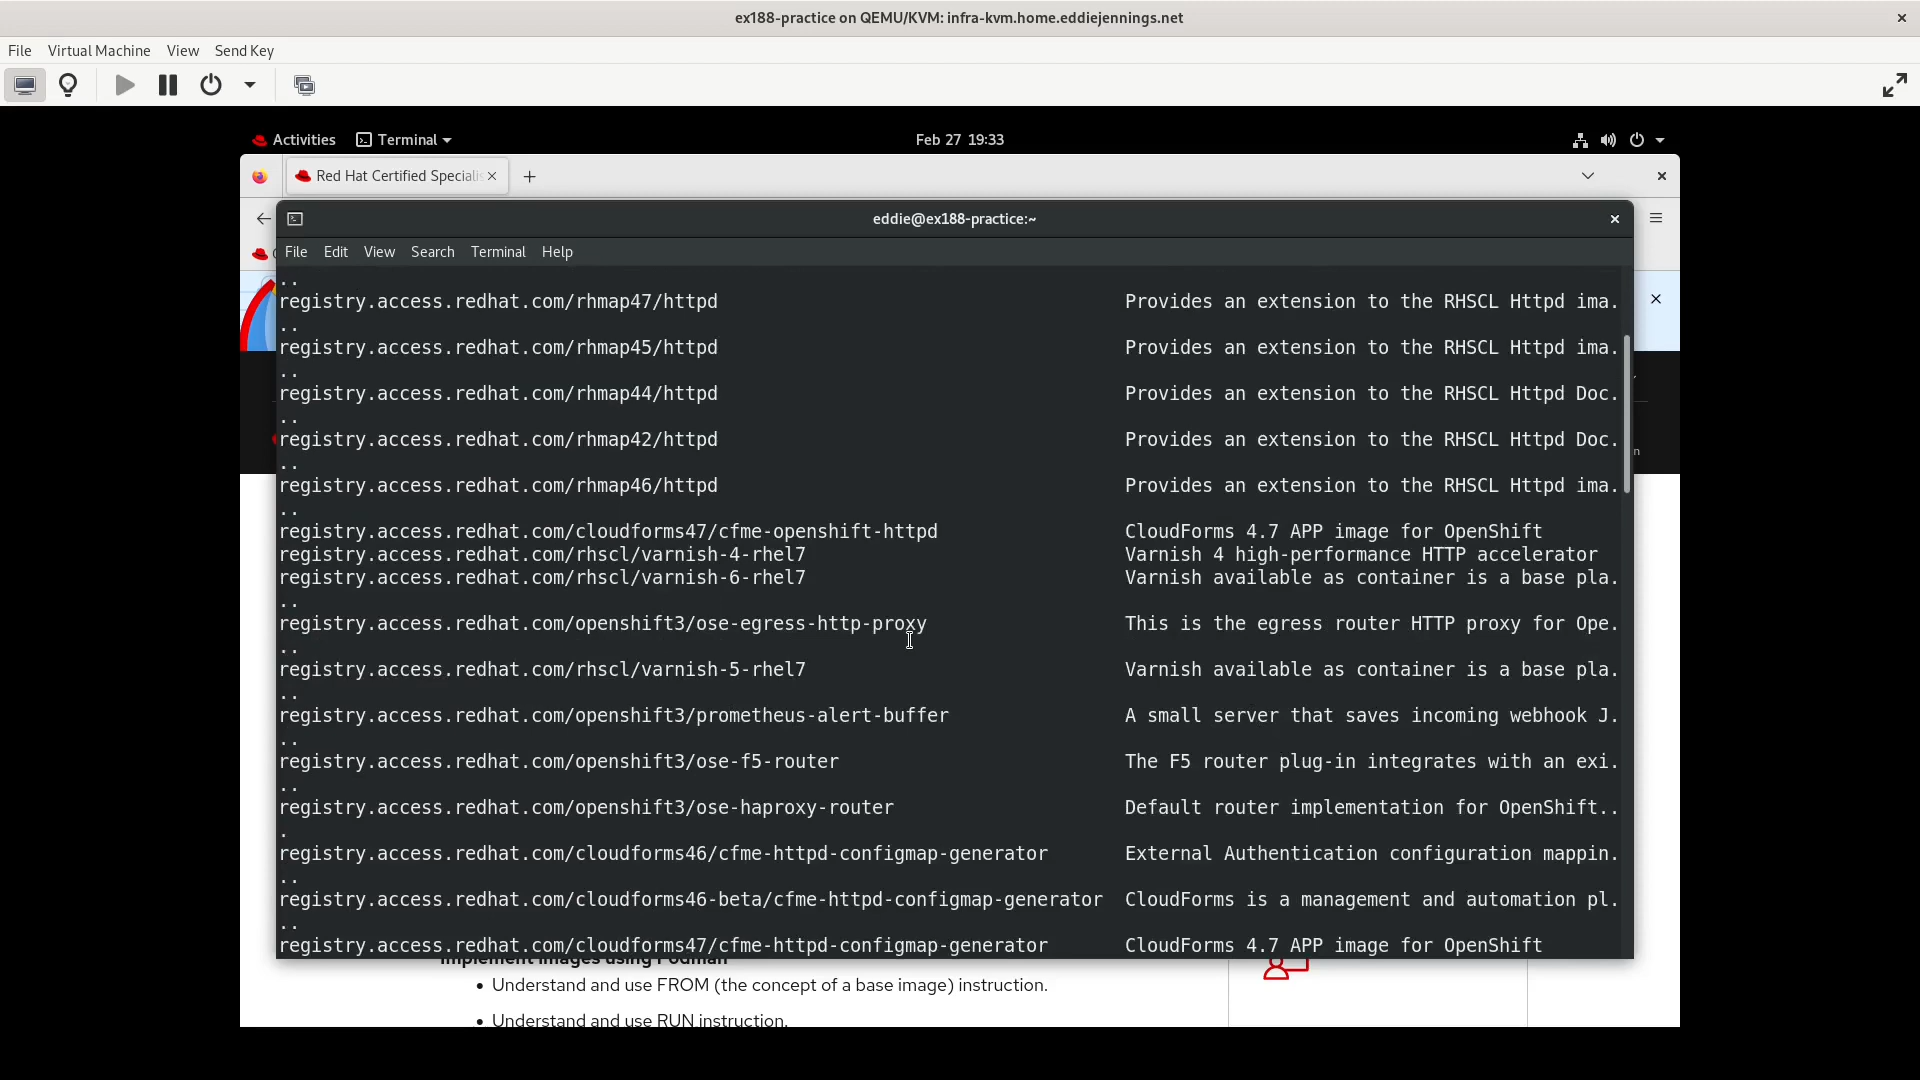 ex188-practice on QEMU/KVM: infra-kvm.home.eddiejennings.net
File Virtual Machine View Send Key
Activities Terminal Feb 27 19:33
Red Hat Certified Speciali
eddie@ex188-practice:~
File Edit View Search Terminal Help
..
registry.access.redhat.com/rhmap47/httpd Provides an extension to the RHSCL Httpd ima.
..
registry.access.redhat.com/rhmap45/httpd Provides an extension to the RHSCL Httpd ima.
..
registry.access.redhat.com/rhmap44/httpd Provides an extension to the RHSCL Httpd Doc.
..
registry.access.redhat.com/rhmap42/httpd Provides an extension to the RHSCL Httpd Doc.
..
registry.access.redhat.com/rhmap46/httpd Provides an extension to the RHSCL Httpd ima.
..
registry.access.redhat.com/cloudforms47/cfme-openshift-httpd CloudForms 4.7 APP image for OpenShift
registry.access.redhat.com/rhscl/varnish-4-rhel7 Varnish 4 high-performance HTTP accelerator
registry.access.redhat.com/rhscl/varnish-6-rhel7 Varnish available as container is a base pla.
..
registry.access.redhat.com/openshift3/ose-egress-http-proxy This is the egress router HTTP proxy for Ope.
..
registry.access.redhat.com/rhscl/varnish-5-rhel7 Varnish available as container is a base pla.
..
registry.access.redhat.com/openshift3/prometheus-alert-buffer A small server that saves incoming webhook J.
..
registry.access.redhat.com/openshift3/ose-f5-router The F5 router plug-in integrates with an exi.
..
registry.access.redhat.com/openshift3/ose-haproxy-router Default router implementation for OpenShift..
.
registry.access.redhat.com/cloudforms46/cfme-httpd-configmap-generator External Authentication configuration mappin.
..
registry.access.redhat.com/cloudforms46-beta/cfme-httpd-configmap-generator CloudForms is a management and automation pl.
..
registry.access.redhat.com/cloudforms47/cfme-httpd-configmap-generator CloudForms 4.7 APP image for OpenShift
Implement images using Podman
• Understand and use FROM (the concept of a base image) instruction.
• Understand and use RUN instruction.